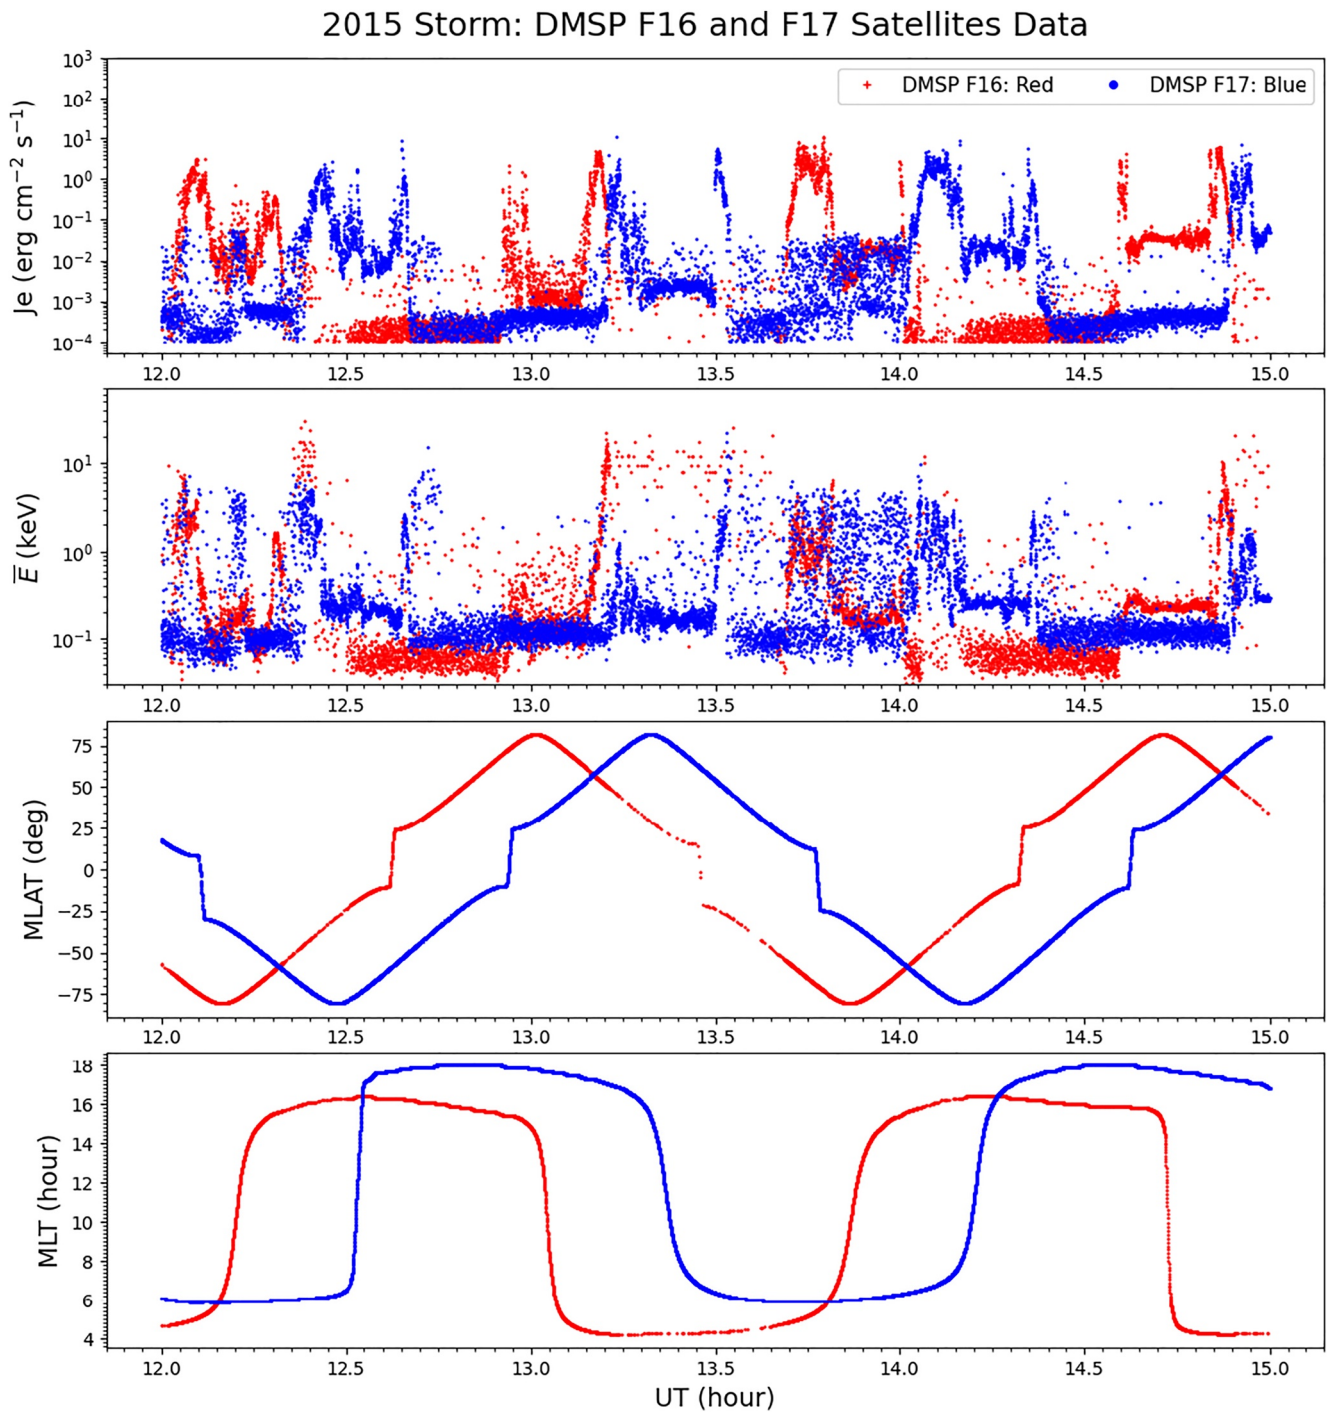 2015 Storm: DMSP F16 and F17 Satellites Data
DMSP F16: Red DMSP F17: Blue
Je (erg cm⁻² s⁻¹)
10³
10²
10¹
10⁰
10⁻¹
10⁻²
10⁻³
10⁻⁴
12.0 12.5 13.0 13.5 14.0 14.5 15.0
E̅ (keV)
10¹
10⁰
10⁻¹
12.0 12.5 13.0 13.5 14.0 14.5 15.0
MLAT (deg)
75
50
25
0
−25
−50
−75
12.0 12.5 13.0 13.5 14.0 14.5 15.0
MLT (hour)
18
16
14
12
10
8
6
4
12.0 12.5 13.0 13.5 14.0 14.5 15.0
UT (hour)